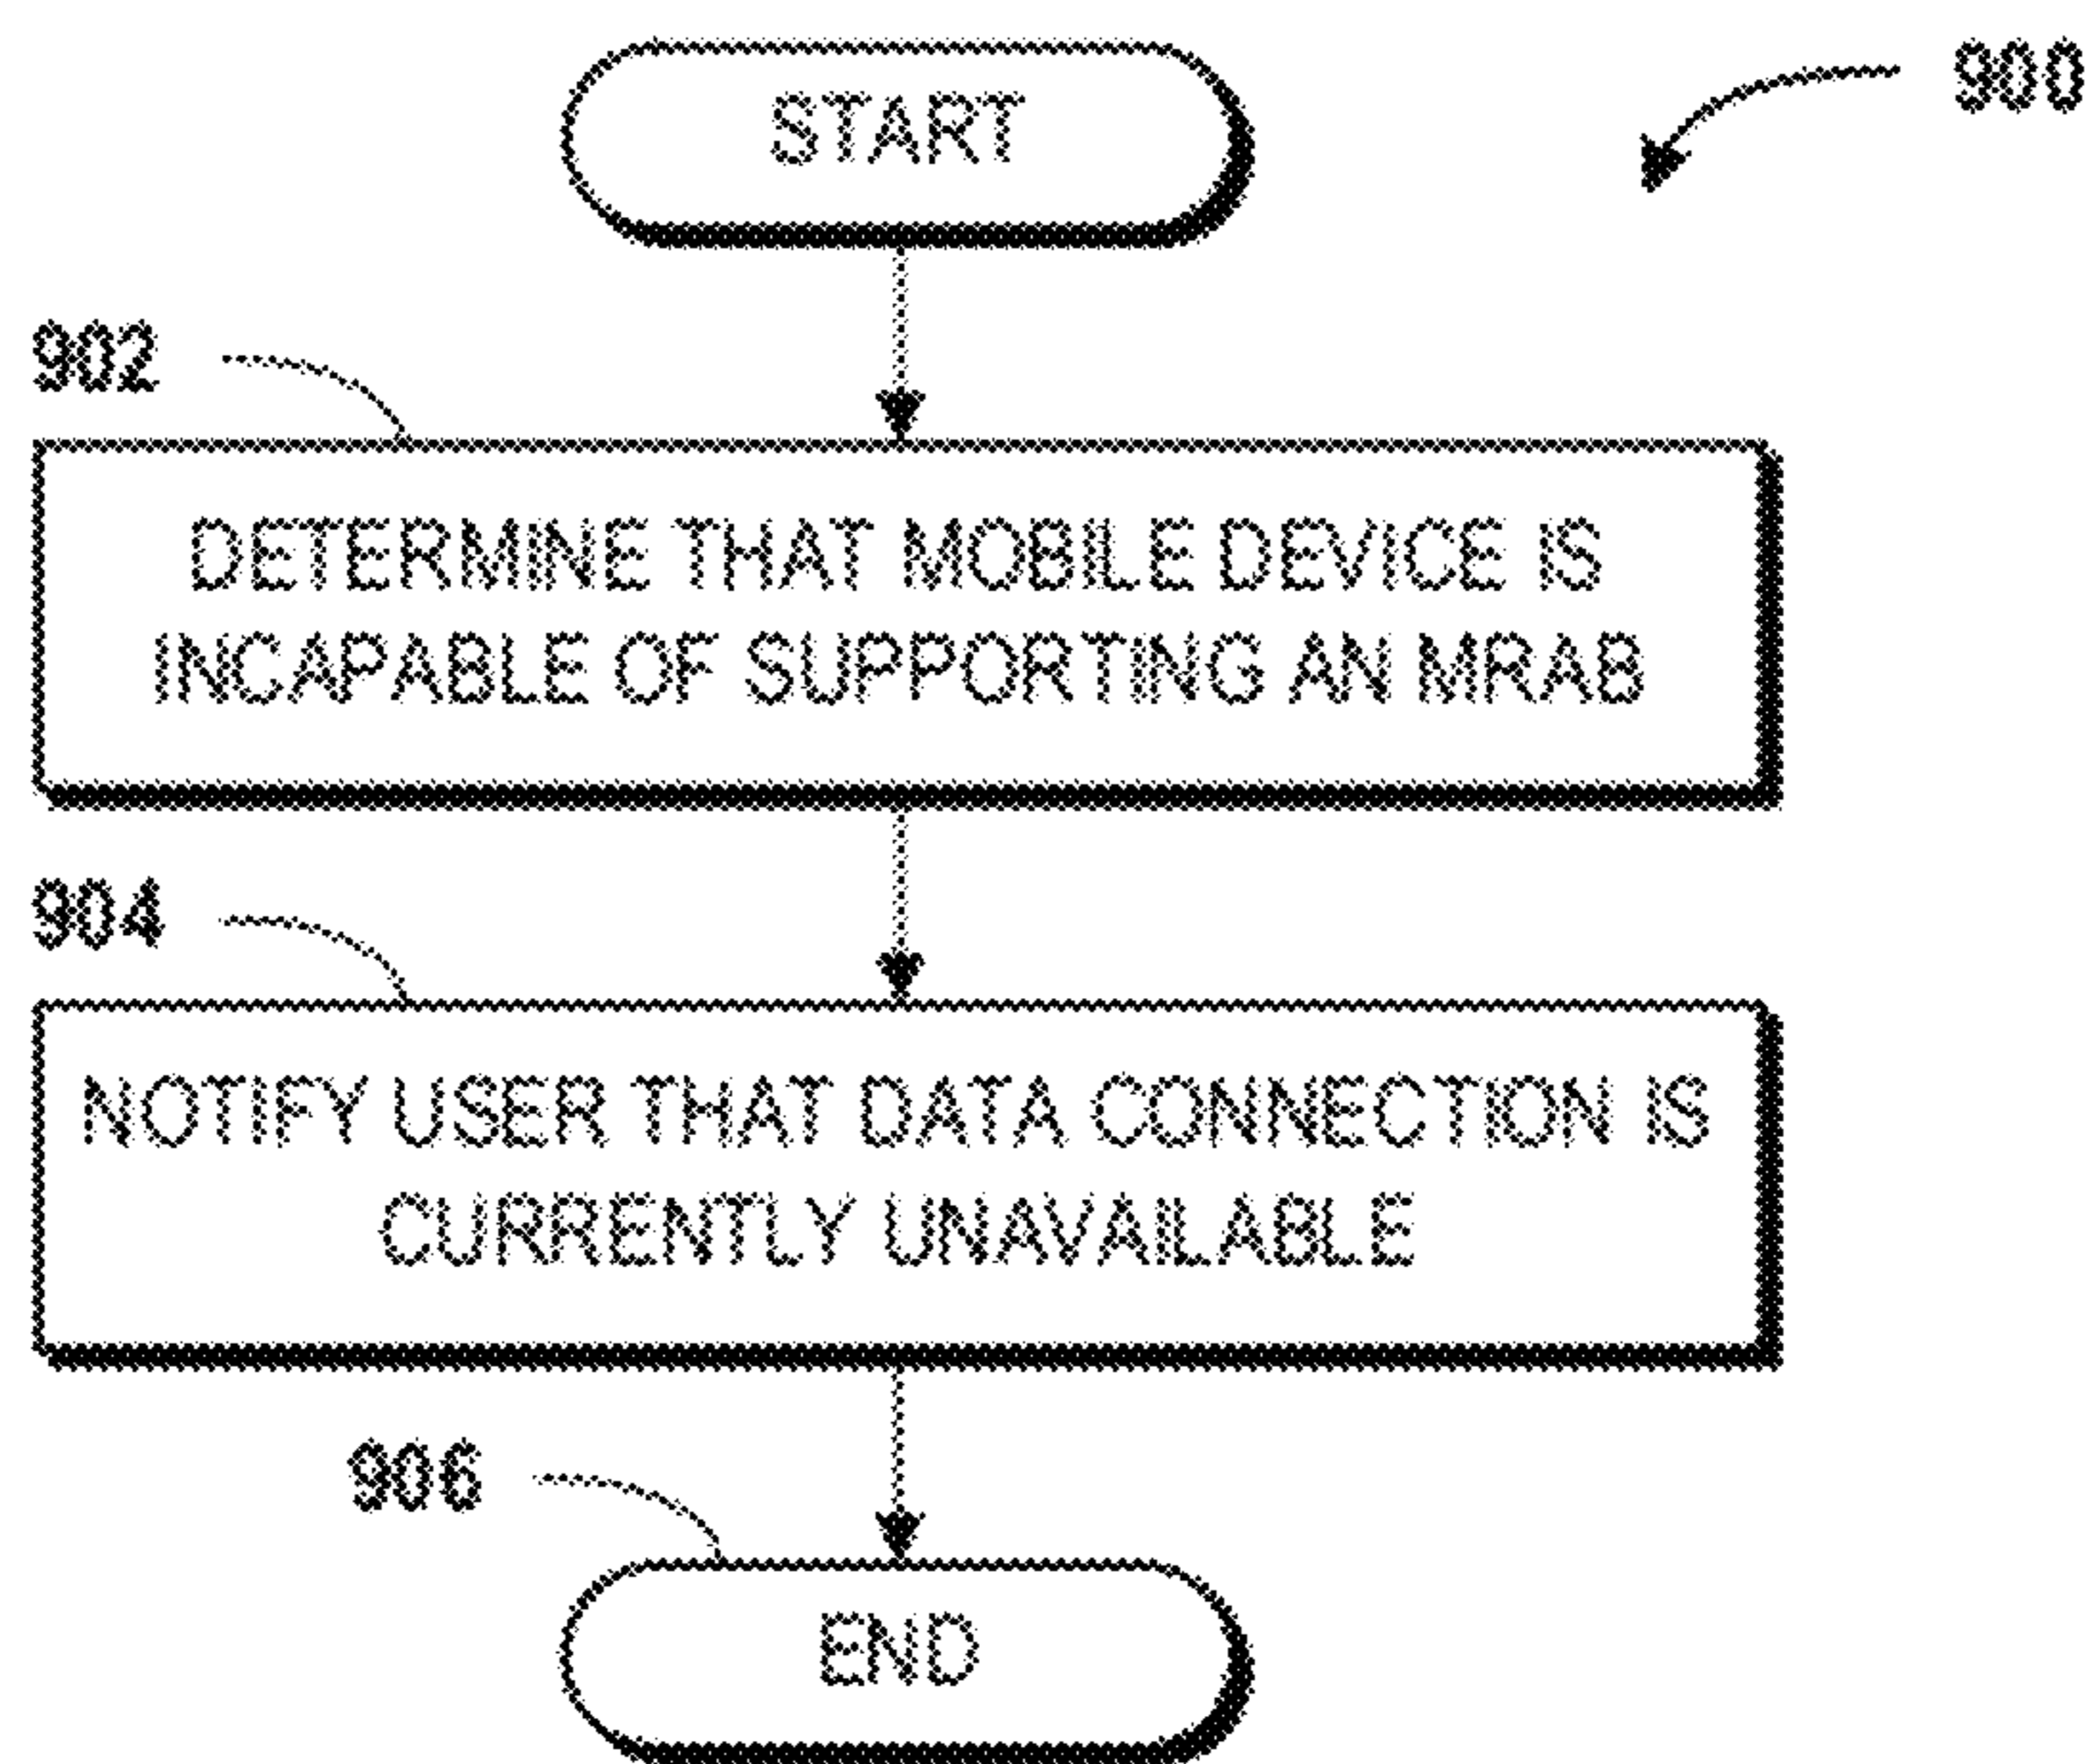 START
900
902
DETERMINE THAT MOBILE DEVICE IS
INCAPABLE OF SUPPORTING AN MRAB
904
NOTIFY USER THAT DATA CONNECTION IS
CURRENTLY UNAVAILABLE
906
END